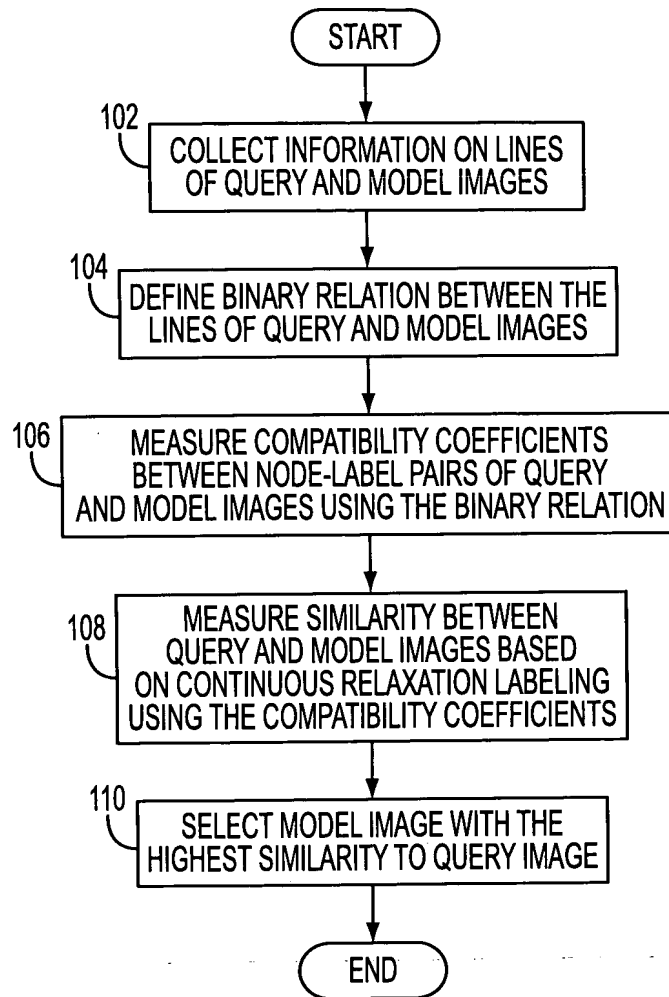 START
102
COLLECT INFORMATION ON LINES
OF QUERY AND MODEL IMAGES
104
DEFINE BINARY RELATION BETWEEN THE
LINES OF QUERY AND MODEL IMAGES
106
MEASURE COMPATIBILITY COEFFICIENTS
BETWEEN NODE-LABEL PAIRS OF QUERY
AND MODEL IMAGES USING THE BINARY RELATION
108
MEASURE SIMILARITY BETWEEN
QUERY AND MODEL IMAGES BASED
ON CONTINUOUS RELAXATION LABELING
USING THE COMPATIBILITY COEFFICIENTS
110
SELECT MODEL IMAGE WITH THE
HIGHEST SIMILARITY TO QUERY IMAGE
END